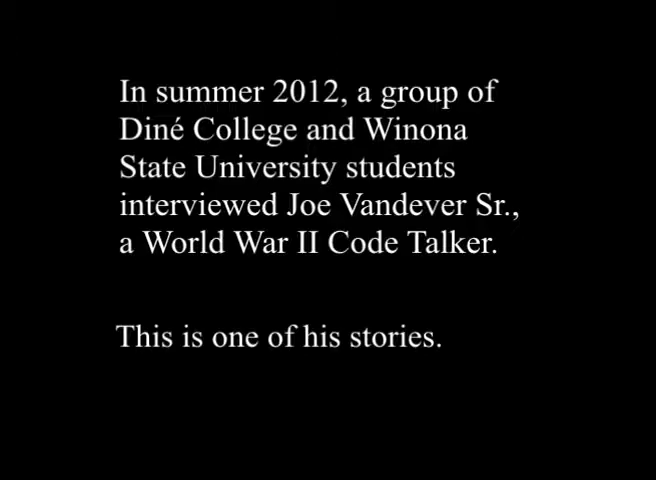 In summer 2012, a group of
Diné College and Winona
State University students
interviewed Joe Vandever Sr.,
a World War II Code Talker.
This is one of his stories.